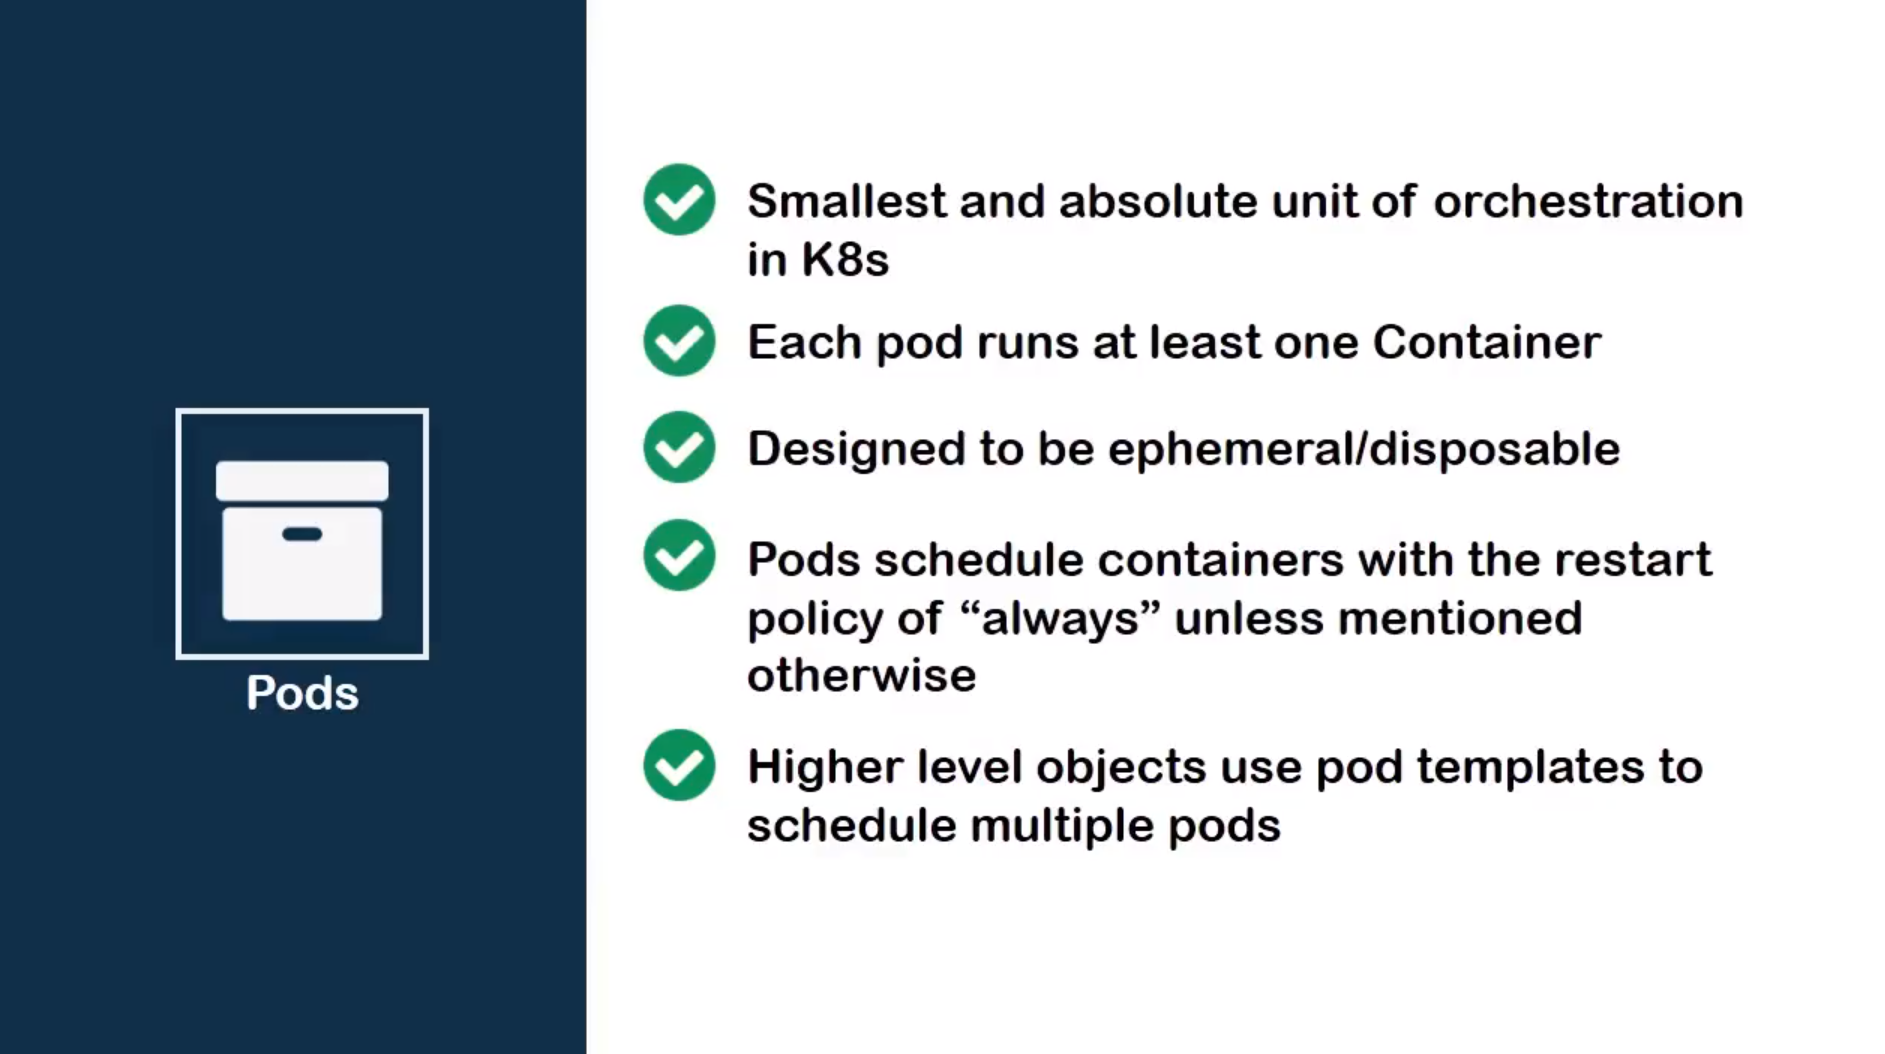 Smallest and absolute unit of orchestration
in K8s
Each pod runs at least one Container
Designed to be ephemeral/disposable
Pods schedule containers with the restart
policy of “always” unless mentioned
otherwise
Higher level objects use pod templates to
schedule multiple pods
Pods